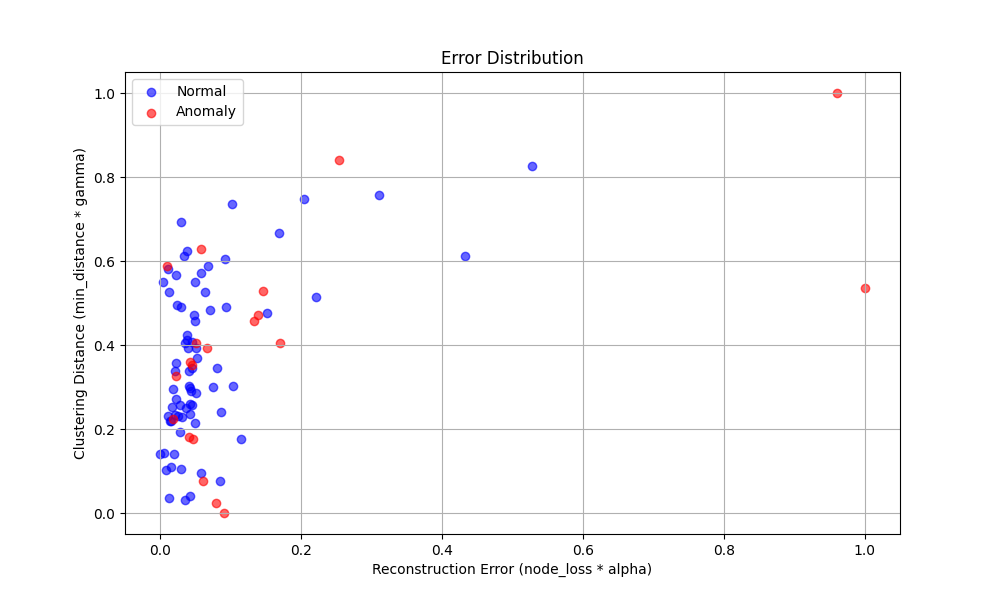 Error Distribution
Normal
Anomaly
1.0
0.8
0.6
0.4
0.2
0.0
Clustering Distance (min_distance * gamma)
0.0 0.2 0.4 0.6 0.8 1.0
Reconstruction Error (node_loss * alpha)